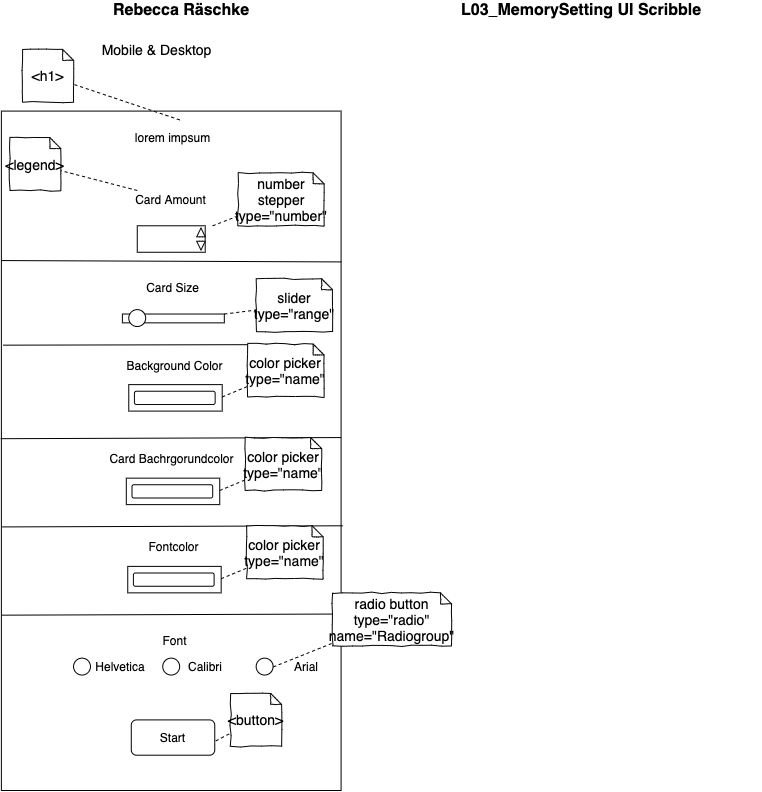 Rebecca Räschke
L03_MemorySetting UI Scribble
Mobile & Desktop
<h1>
lorem impsum
<legend>
Card Amount
number
stepper
type="number"
Card Size
slider
type="range"
Background Color
color picker
type="name"
Card Bachrgorundcolor
color picker
type="name"
Fontcolor
color picker
type="name"
radio button
type="radio"
name="Radiogroup"
Font
Helvetica
Calibri
Arial
<button>
Start